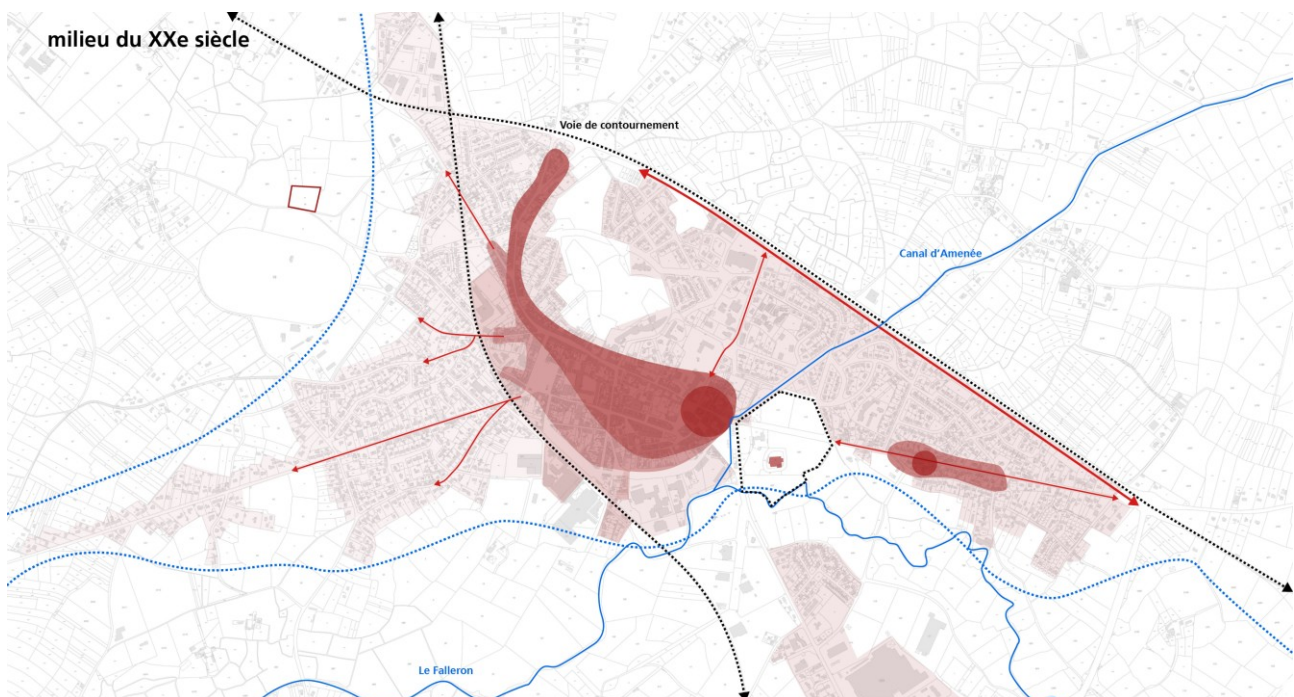 milieu du XXe siècle
Voie de contournement
Canal d'Amenée
Le Falleron